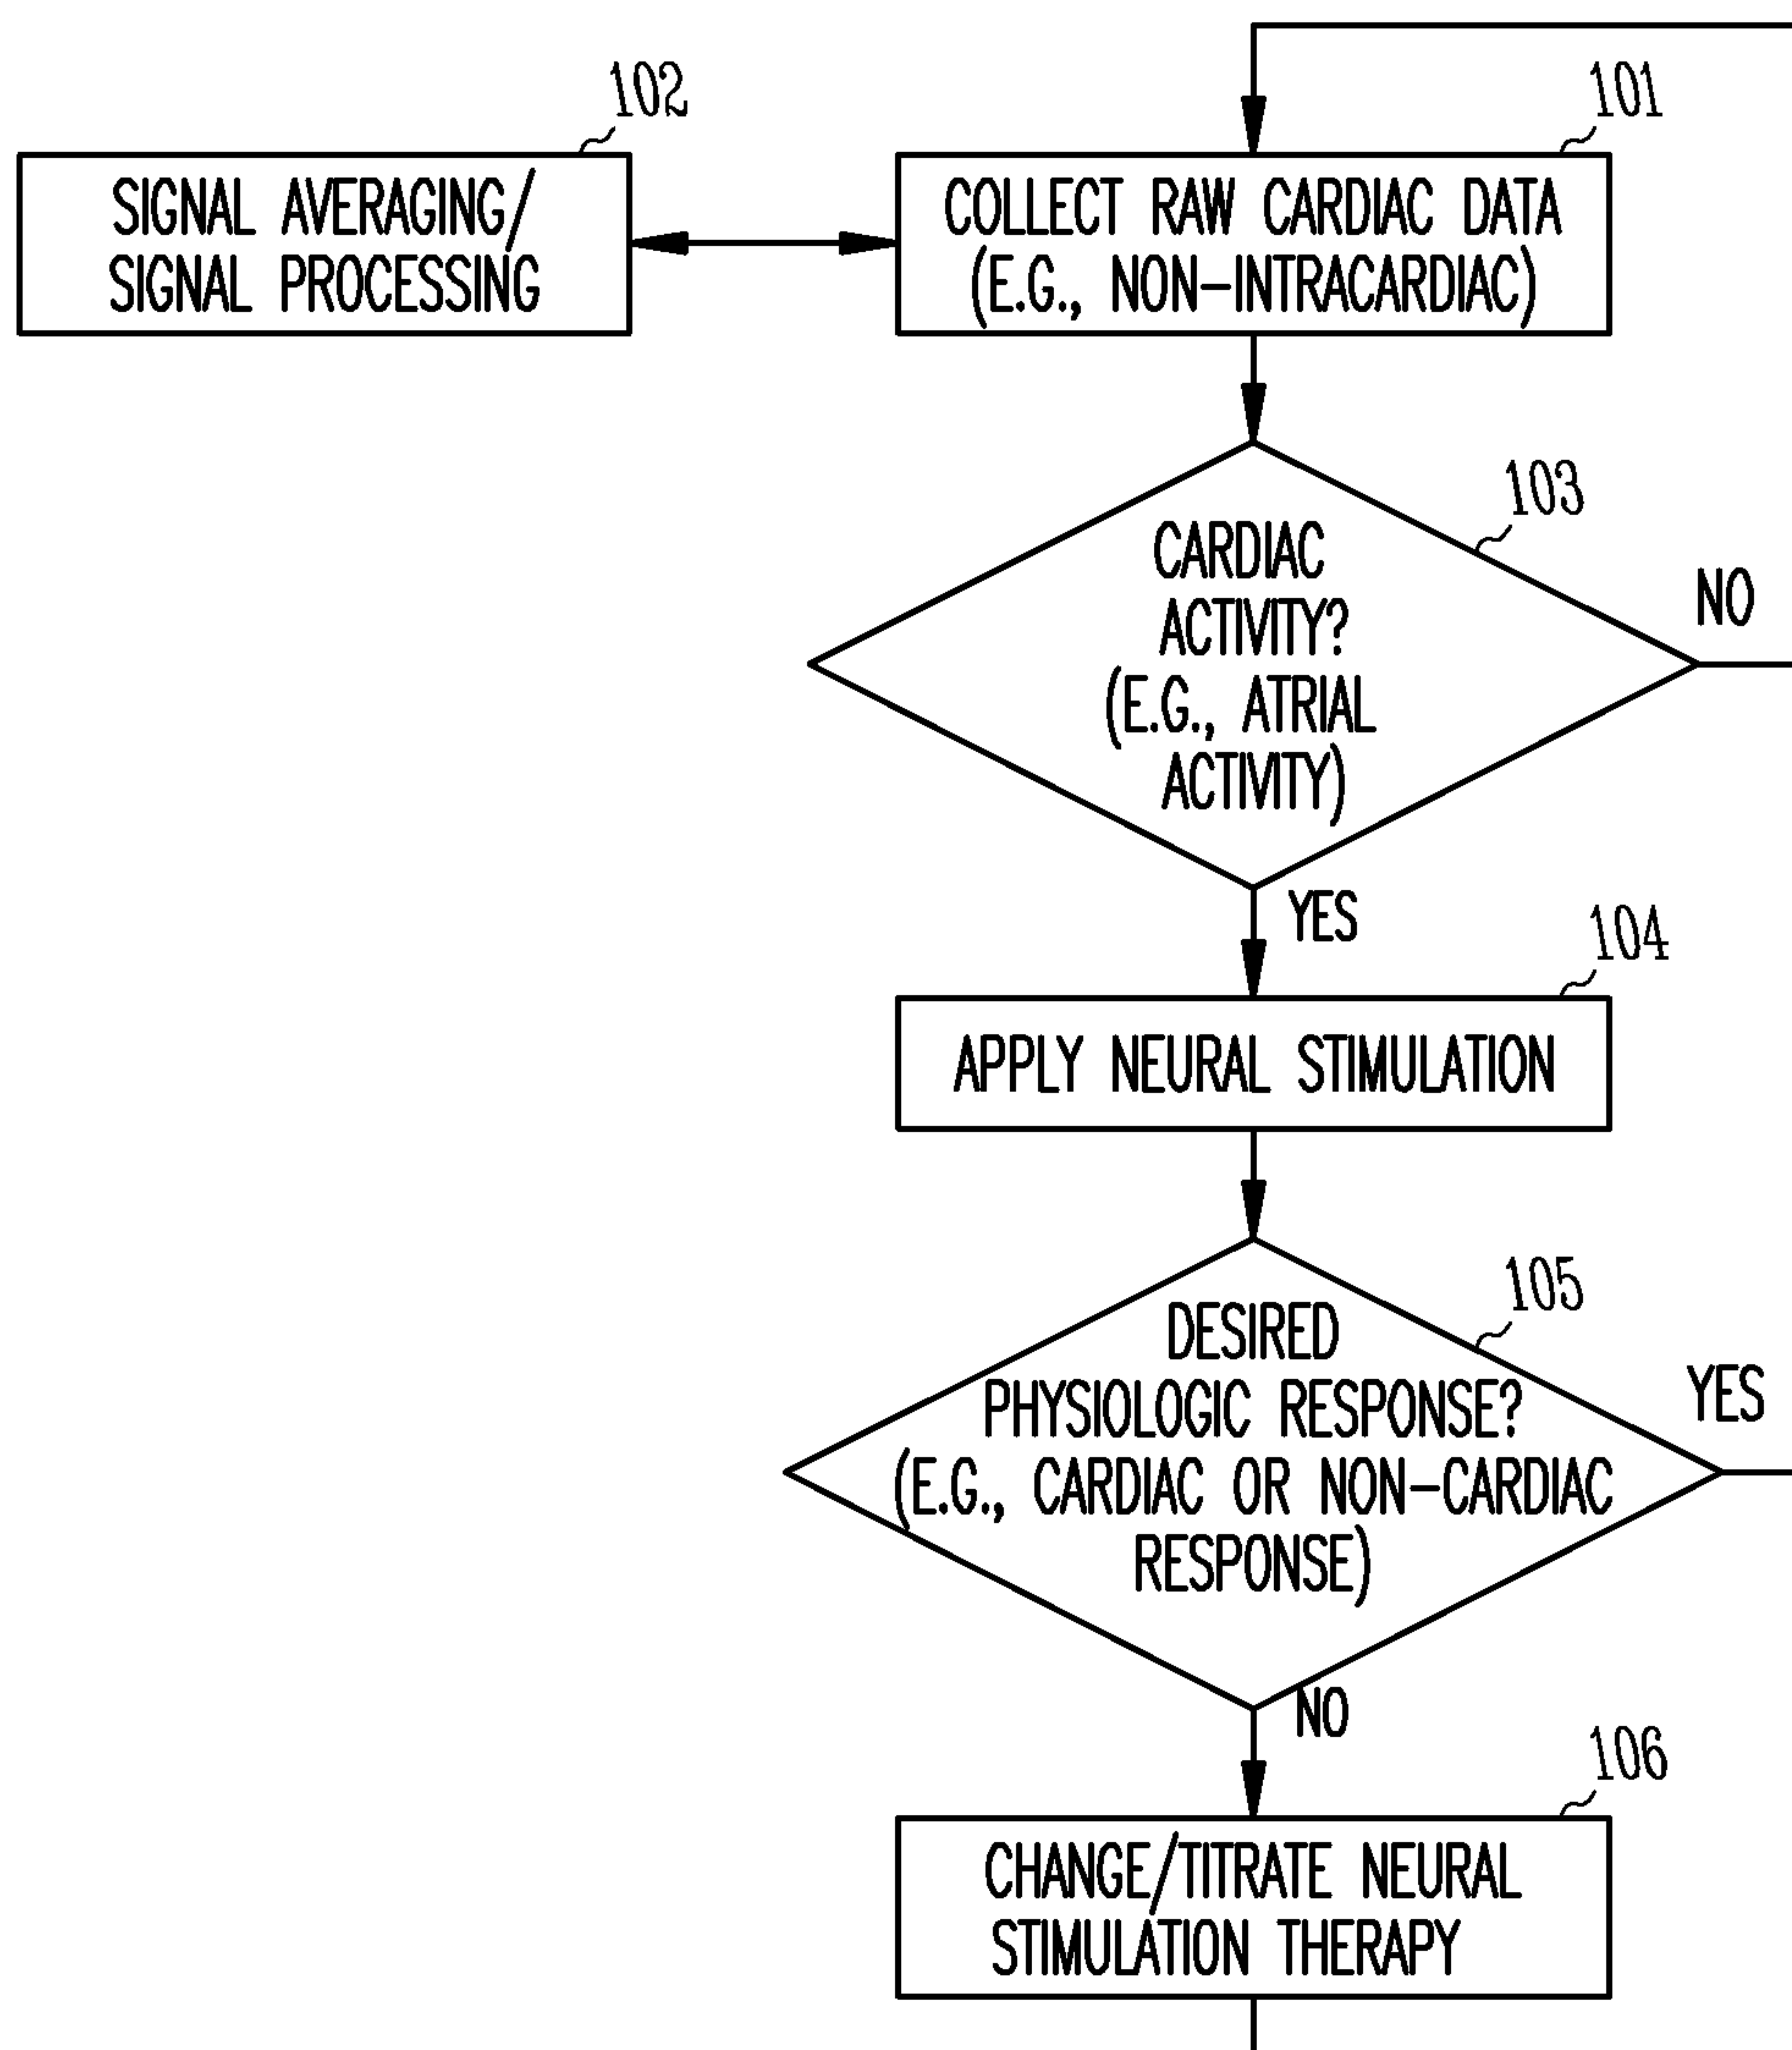 102
101
SIGNAL AVERAGING/
SIGNAL PROCESSING
COLLECT RAW CARDIAC DATA
(E.G., NON-INTRACARDIAC)
103
CARDIAC
ACTIVITY?
(E.G., ATRIAL
ACTIVITY)
NO
YES
104
APPLY NEURAL STIMULATION
105
DESIRED
PHYSIOLOGIC RESPONSE?
(E.G., CARDIAC OR NON-CARDIAC
RESPONSE)
YES
NO
106
CHANGE/TITRATE NEURAL
STIMULATION THERAPY